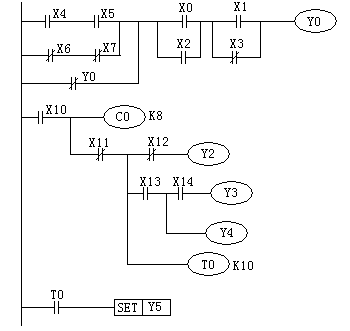 X4 X5 X0 X1 Y0
X6 X7 X2 X3
Y0
X10 C0 K8
X11 X12 Y2
X13 X14 Y3
Y4
T0 K10
T0 SET Y5